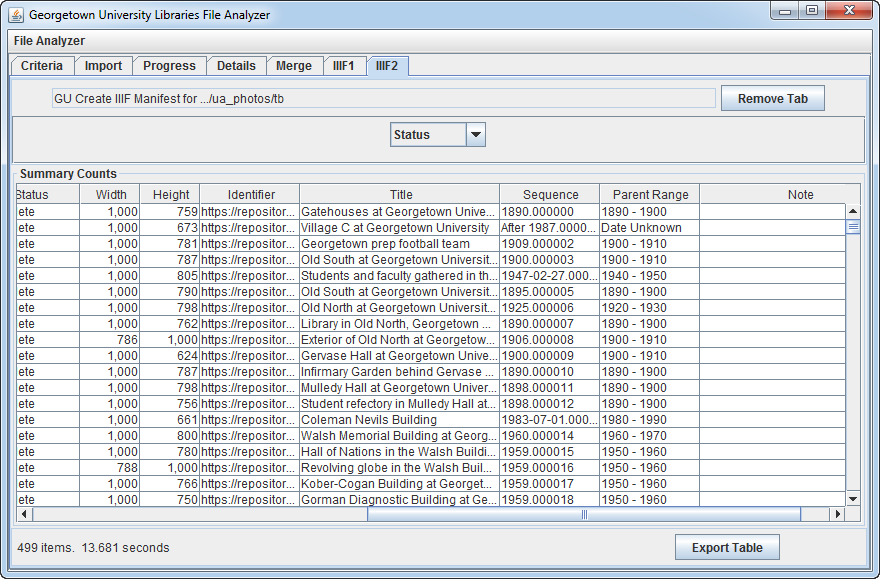 Georgetown University Libraries File Analyzer
File Analyzer
Criteria Import Progress Details Merge IIIF1 IIIF2
GU Create IIIF Manifest for .../ua_photos/tb Remove Tab
Status
Summary Counts
Status Width Height Identifier Title Sequence Parent Range Note
ete 1,000 759 https://repositor... Gatehouses at Georgetown Unive... 1890.000000 1890 - 1900
ete 1,000 673 https://repositor... Village C at Georgetown University After 1987.0000... Date Unknown
ete 1,000 781 https://repositor... Georgetown prep football team 1909.000002 1900 - 1910
ete 1,000 787 https://repositor... Old South at Georgetown Universit... 1900.000003 1900 - 1910
ete 1,000 805 https://repositor... Students and faculty gathered in th... 1947-02-27.000... 1940 - 1950
ete 1,000 790 https://repositor... Old South at Georgetown Universit... 1895.000005 1890 - 1900
ete 1,000 798 https://repositor... Old North at Georgetown Universit... 1925.000006 1920 - 1930
ete 1,000 762 https://repositor... Library in Old North, Georgetown ... 1890.000007 1890 - 1900
ete 786 1,000 https://repositor... Exterior of Old North at Georgetow... 1906.000008 1900 - 1910
ete 1,000 624 https://repositor... Gervase Hall at Georgetown Unive... 1900.000009 1900 - 1910
ete 1,000 787 https://repositor... Infirmary Garden behind Gervase ... 1890.000010 1890 - 1900
ete 1,000 798 https://repositor... Mulledy Hall at Georgetown Univer... 1898.000011 1890 - 1900
ete 1,000 756 https://repositor... Student refectory in Mulledy Hall at... 1898.000012 1890 - 1900
ete 1,000 661 https://repositor... Coleman Nevils Building 1983-07-01.000... 1980 - 1990
ete 1,000 800 https://repositor... Walsh Memorial Building at Georg... 1960.000014 1960 - 1970
ete 1,000 780 https://repositor... Hall of Nations in the Walsh Buildi... 1959.000015 1950 - 1960
ete 788 1,000 https://repositor... Revolving globe in the Walsh Buil... 1959.000016 1950 - 1960
ete 1,000 766 https://repositor... Kober-Cogan Building at Georget... 1959.000017 1950 - 1960
ete 1,000 750 https://repositor... Gorman Diagnostic Building at Ge... 1959.000018 1950 - 1960
499 items. 13.681 seconds Export Table